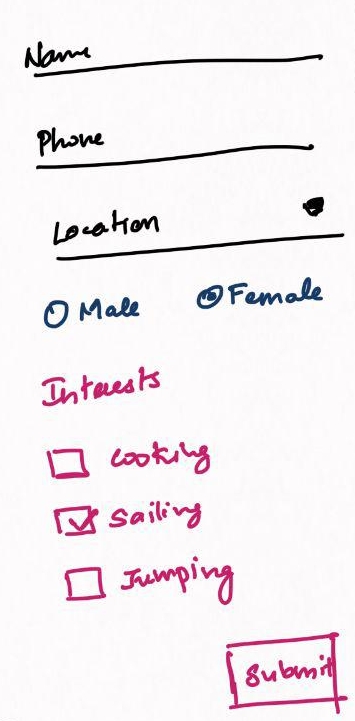 Name
Phone
Location
Male Female
Interests
Cooking
Sailing
Jumping
Submit